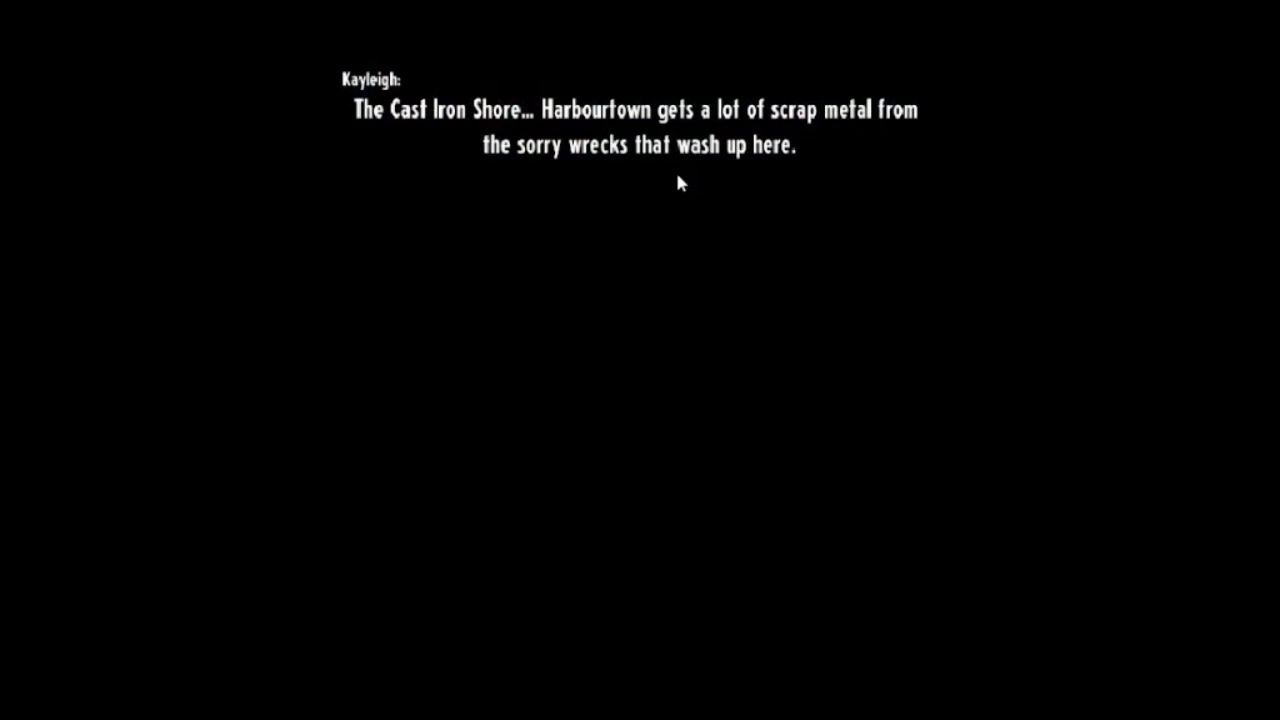 Kayleigh:
The Cast Iron Shore... Harbourtown gets a lot of scrap metal from
the sorry wrecks that wash up here.